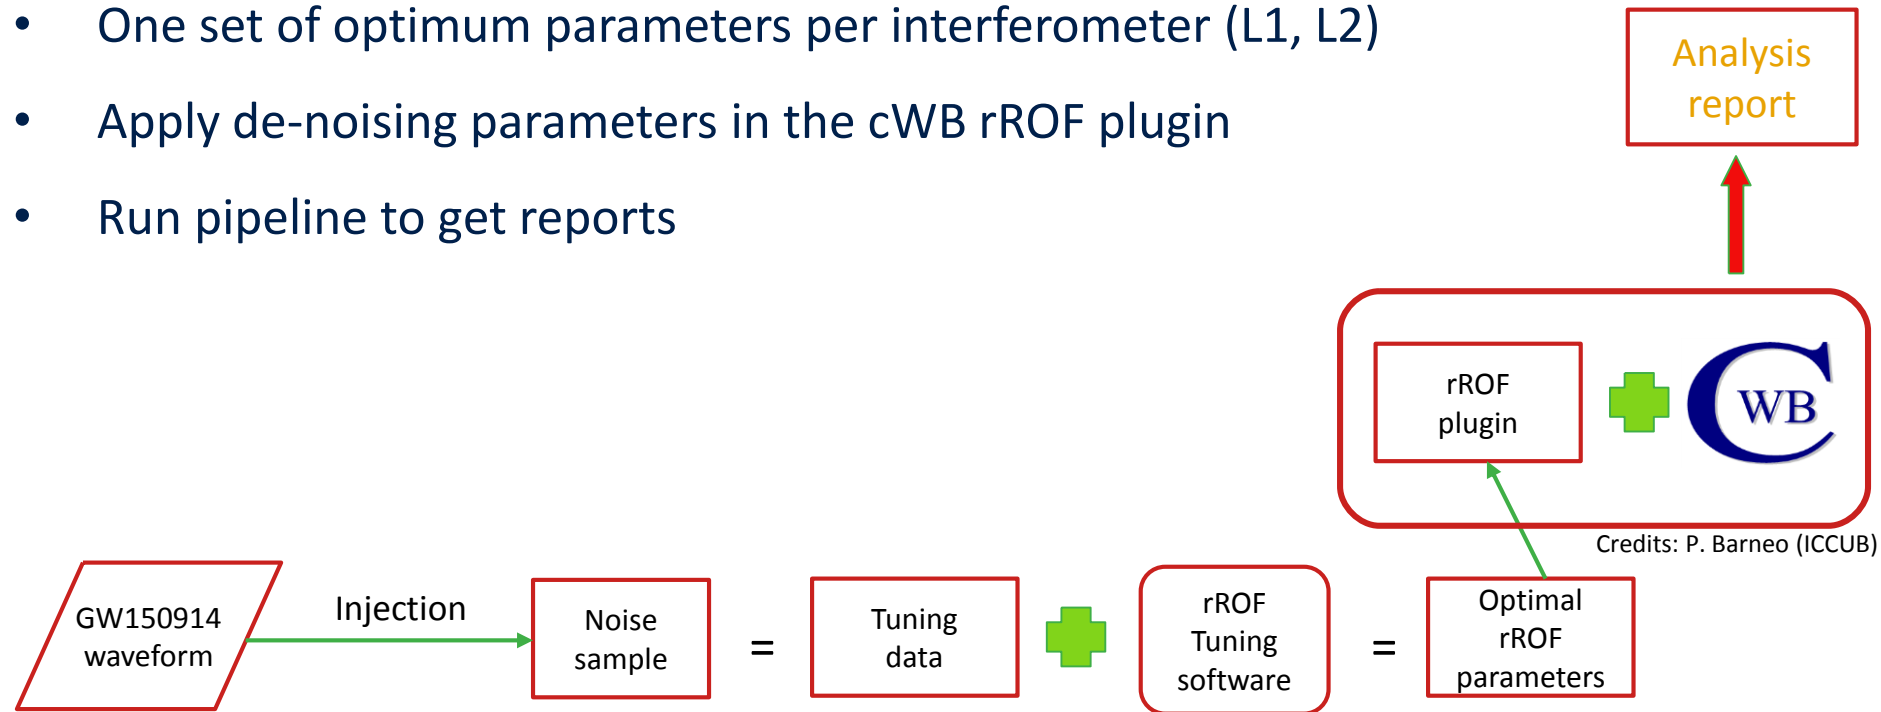 • One set of optimum parameters per interferometer (L1, L2)
• Apply de-noising parameters in the cWB rROF plugin
• Run pipeline to get reports
Analysis
report
rROF
plugin
CWB
Credits: P. Barneo (ICCUB)
GW150914
waveform
Injection
Noise
sample
=
Tuning
data
rROF
Tuning
software
=
Optimal
rROF
parameters